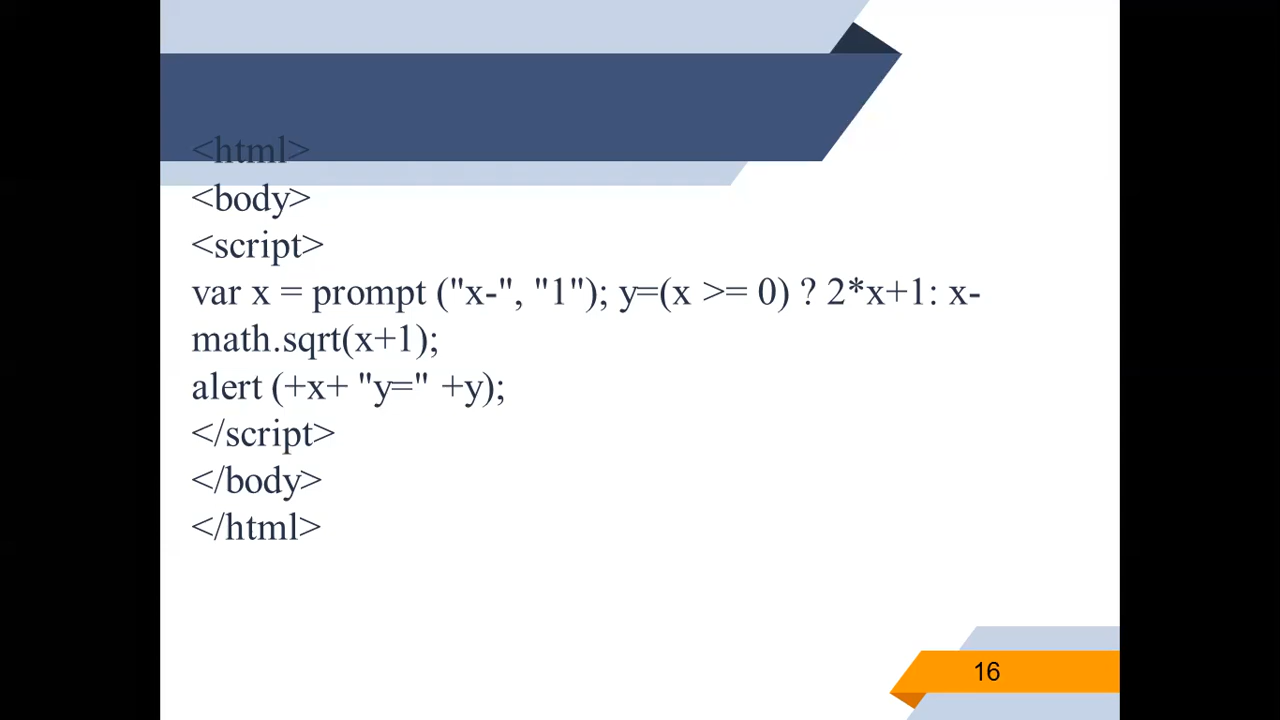 <html>
<body>
<script>
var x = prompt ("x-", "1"); y=(x >= 0) ? 2*x+1: x-
math.sqrt(x+1);
alert (+x+ "y=" +y);
</script>
</body>
</html>
16